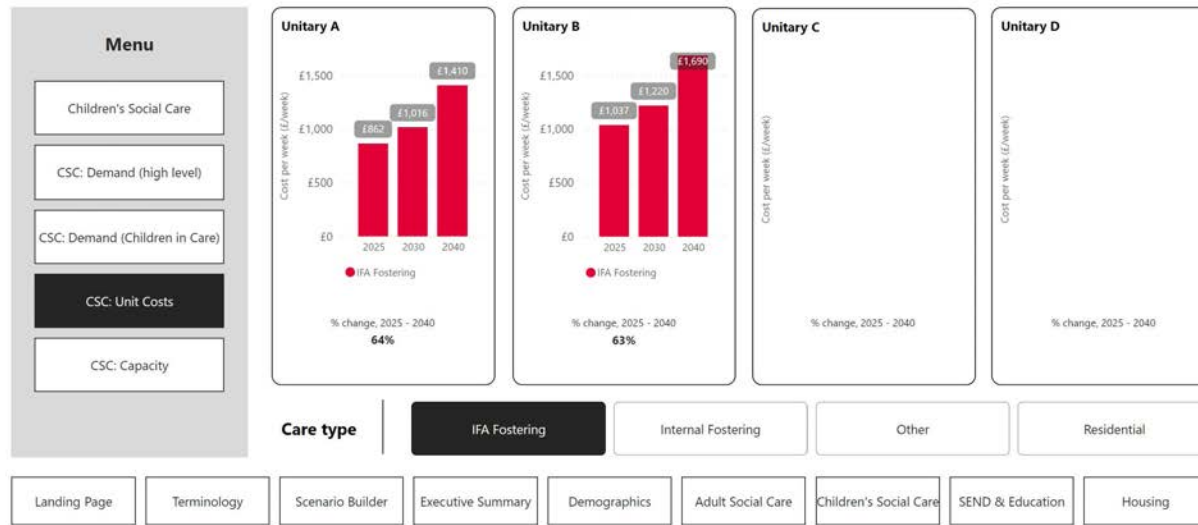 Menu
Children's Social Care
CSC: Demand (high level)
CSC: Demand (Children in Care)
CSC: Unit Costs
CSC: Capacity
Unitary A
Cost per week (£/week)
£1,500
£1,000
£500
£0
£862
£1,016
£1,410
2025 2030 2040
IFA Fostering
% change, 2025 - 2040
64%
Unitary B
Cost per week (£/week)
£1,500
£1,000
£500
£0
£1,037
£1,220
£1,690
2025 2030 2040
IFA Fostering
% change, 2025 - 2040
63%
Unitary C
Cost per week (£/week)
% change, 2025 - 2040
Unitary D
Cost per week (£/week)
% change, 2025 - 2040
Care type
IFA Fostering
Internal Fostering
Other
Residential
Landing Page
Terminology
Scenario Builder
Executive Summary
Demographics
Adult Social Care
Children's Social Care
SEND & Education
Housing